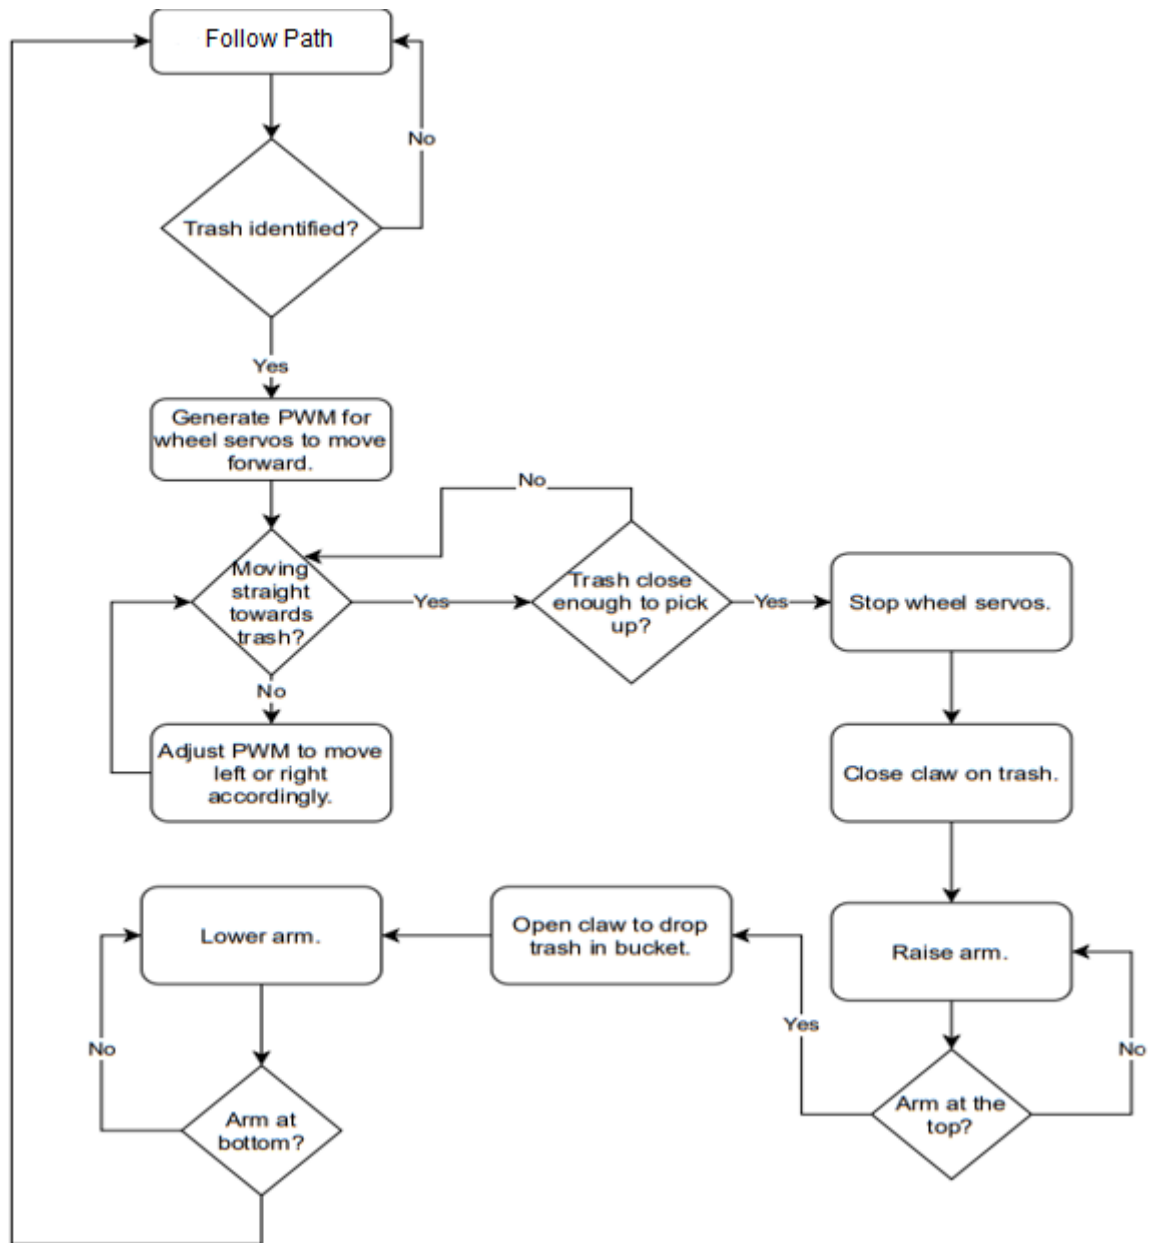 Follow Path
No
Trash identified?
Yes
Generate PWM for
wheel servos to move
forward.
No
Moving
straight
towards
trash?
Yes
Trash close
enough to pick
up?
Yes
Stop wheel servos.
No
Adjust PWM to move
left or right
accordingly.
Close claw on trash.
Raise arm.
No
Arm at the
top?
Yes
Open claw to drop
trash in bucket.
Lower arm.
No
Arm at
bottom?